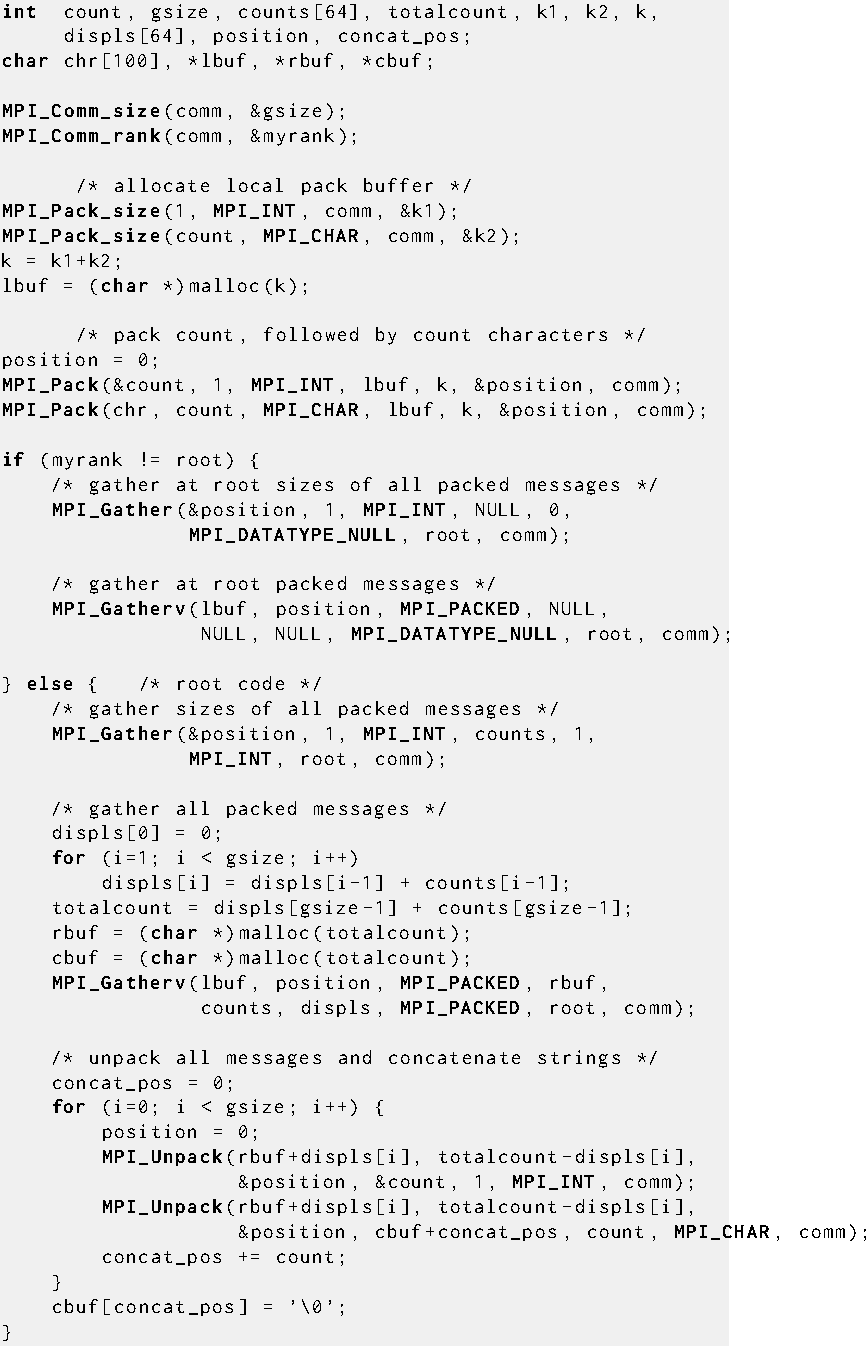 int  count, gsize, counts[64], totalcount, k1, k2, k,
     displs[64], position, concat_pos;
char chr[100], *lbuf, *rbuf, *cbuf;

MPI_Comm_size(comm, &gsize);
MPI_Comm_rank(comm, &myrank);

      /* allocate local pack buffer */
MPI_Pack_size(1, MPI_INT, comm, &k1);
MPI_Pack_size(count, MPI_CHAR, comm, &k2);
k = k1+k2;
lbuf = (char *)malloc(k);

      /* pack count, followed by count characters */
position = 0;
MPI_Pack(&count, 1, MPI_INT, lbuf, k, &position, comm);
MPI_Pack(chr, count, MPI_CHAR, lbuf, k, &position, comm);

if (myrank != root) {
    /* gather at root sizes of all packed messages */
    MPI_Gather(&position, 1, MPI_INT, NULL, 0,
               MPI_DATATYPE_NULL, root, comm);

    /* gather at root packed messages */
    MPI_Gatherv(lbuf, position, MPI_PACKED, NULL,
                NULL, NULL, MPI_DATATYPE_NULL, root, comm);

} else {   /* root code */
    /* gather sizes of all packed messages */
    MPI_Gather(&position, 1, MPI_INT, counts, 1,
               MPI_INT, root, comm);

    /* gather all packed messages */
    displs[0] = 0;
    for (i=1; i < gsize; i++)
        displs[i] = displs[i-1] + counts[i-1];
    totalcount = displs[gsize-1] + counts[gsize-1];
    rbuf = (char *)malloc(totalcount);
    cbuf = (char *)malloc(totalcount);
    MPI_Gatherv(lbuf, position, MPI_PACKED, rbuf,
                counts, displs, MPI_PACKED, root, comm);

    /* unpack all messages and concatenate strings */
    concat_pos = 0;
    for (i=0; i < gsize; i++) {
        position = 0;
        MPI_Unpack(rbuf+displs[i], totalcount-displs[i],
                   &position, &count, 1, MPI_INT, comm);
        MPI_Unpack(rbuf+displs[i], totalcount-displs[i],
                   &position, cbuf+concat_pos, count, MPI_CHAR, comm);
        concat_pos += count;
    }
    cbuf[concat_pos] = '\0';
}